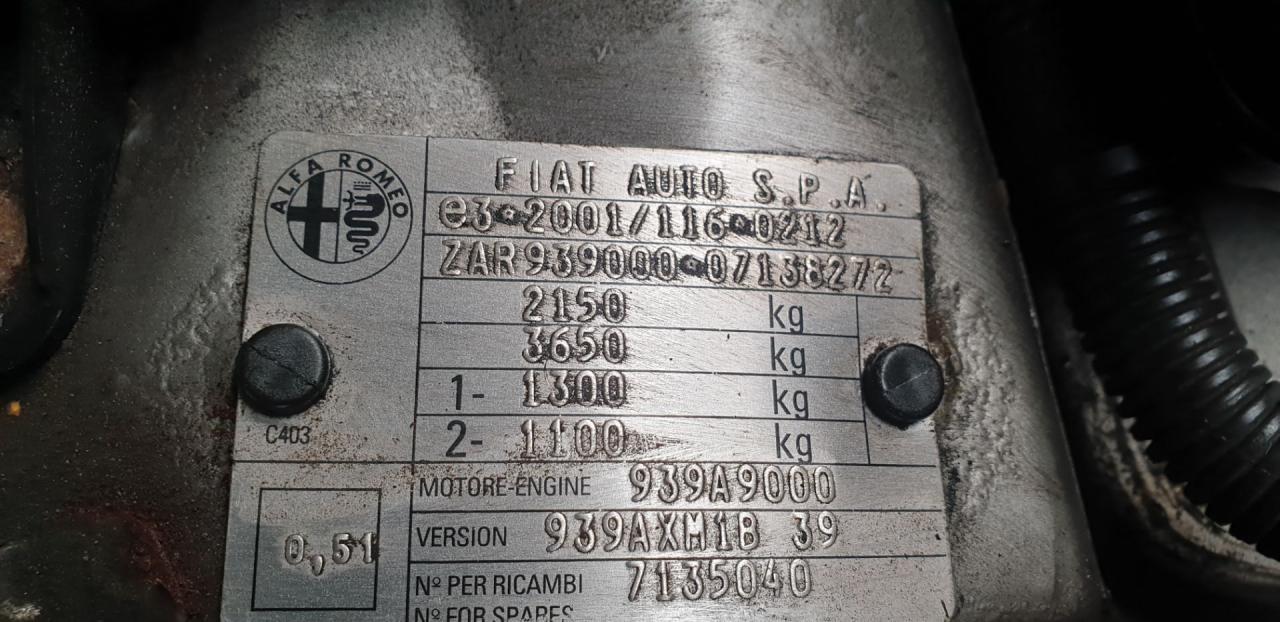 ALFA ROMEO
FIAT AUTO S.P.A.
e3*2001/116*0212
ZAR939000*07138272
2150 kg
3650 kg
1- 1300 kg
2- 1100 kg
C403
MOTORE-ENGINE 939A9000
VERSION 939AXM1B 39
0,51
Nº PER RICAMBI 7135040
Nº FOR SPARES